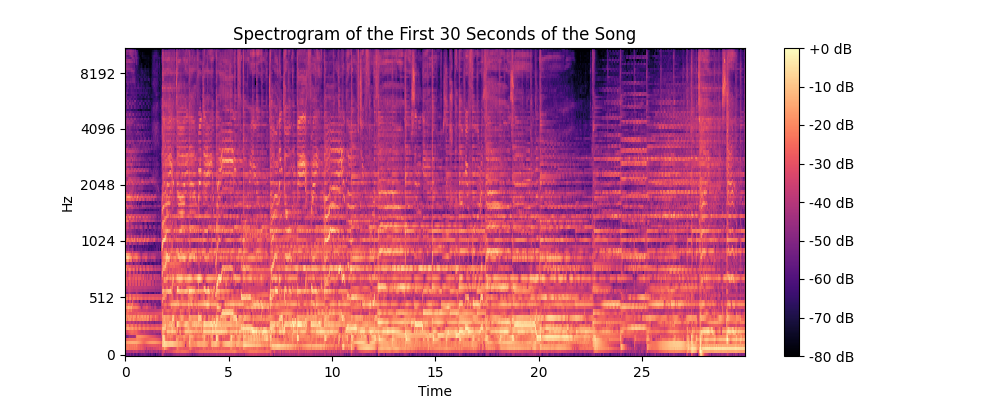 Spectrogram of the First 30 Seconds of the Song
Hz
8192
4096
2048
1024
512
0
0 5 10 15 20 25
Time
+0 dB
-10 dB
-20 dB
-30 dB
-40 dB
-50 dB
-60 dB
-70 dB
-80 dB